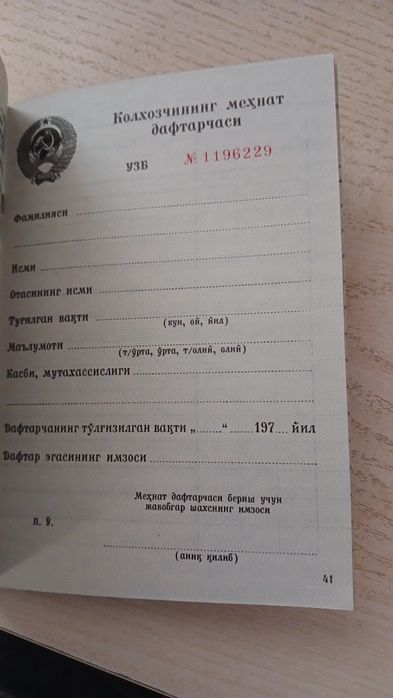 Колхозчининг меҳнат
дафтарчаси
УЗБ № 1196229
Фамилияси
Исми
Отасининг исми
Туғилган вақти
(кун, ой, йил)
Маълумоти
(т/ўрта, ўрта, т/олий, олий)
Касби, мутахассислиги
Дафтарчанинг тўлғизилган вақти „........“ ...... 197.... йил
Дафтар эгасининг имзоси
Меҳнат дафтарчаси бериш учун
жавобгар шахснинг имзоси
П. Ў.
(аниқ қилиб)
41